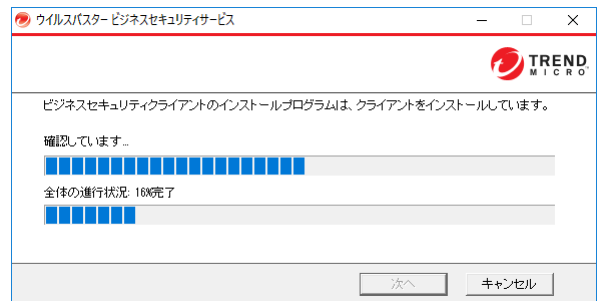 ウイルスバスター ビジネスセキュリティサービス
TREND
MICRO
ビジネスセキュリティクライアントのインストールプログラムは、クライアントをインストールしています。
確認しています...
全体の進行状況: 16%完了
次へ
キャンセル